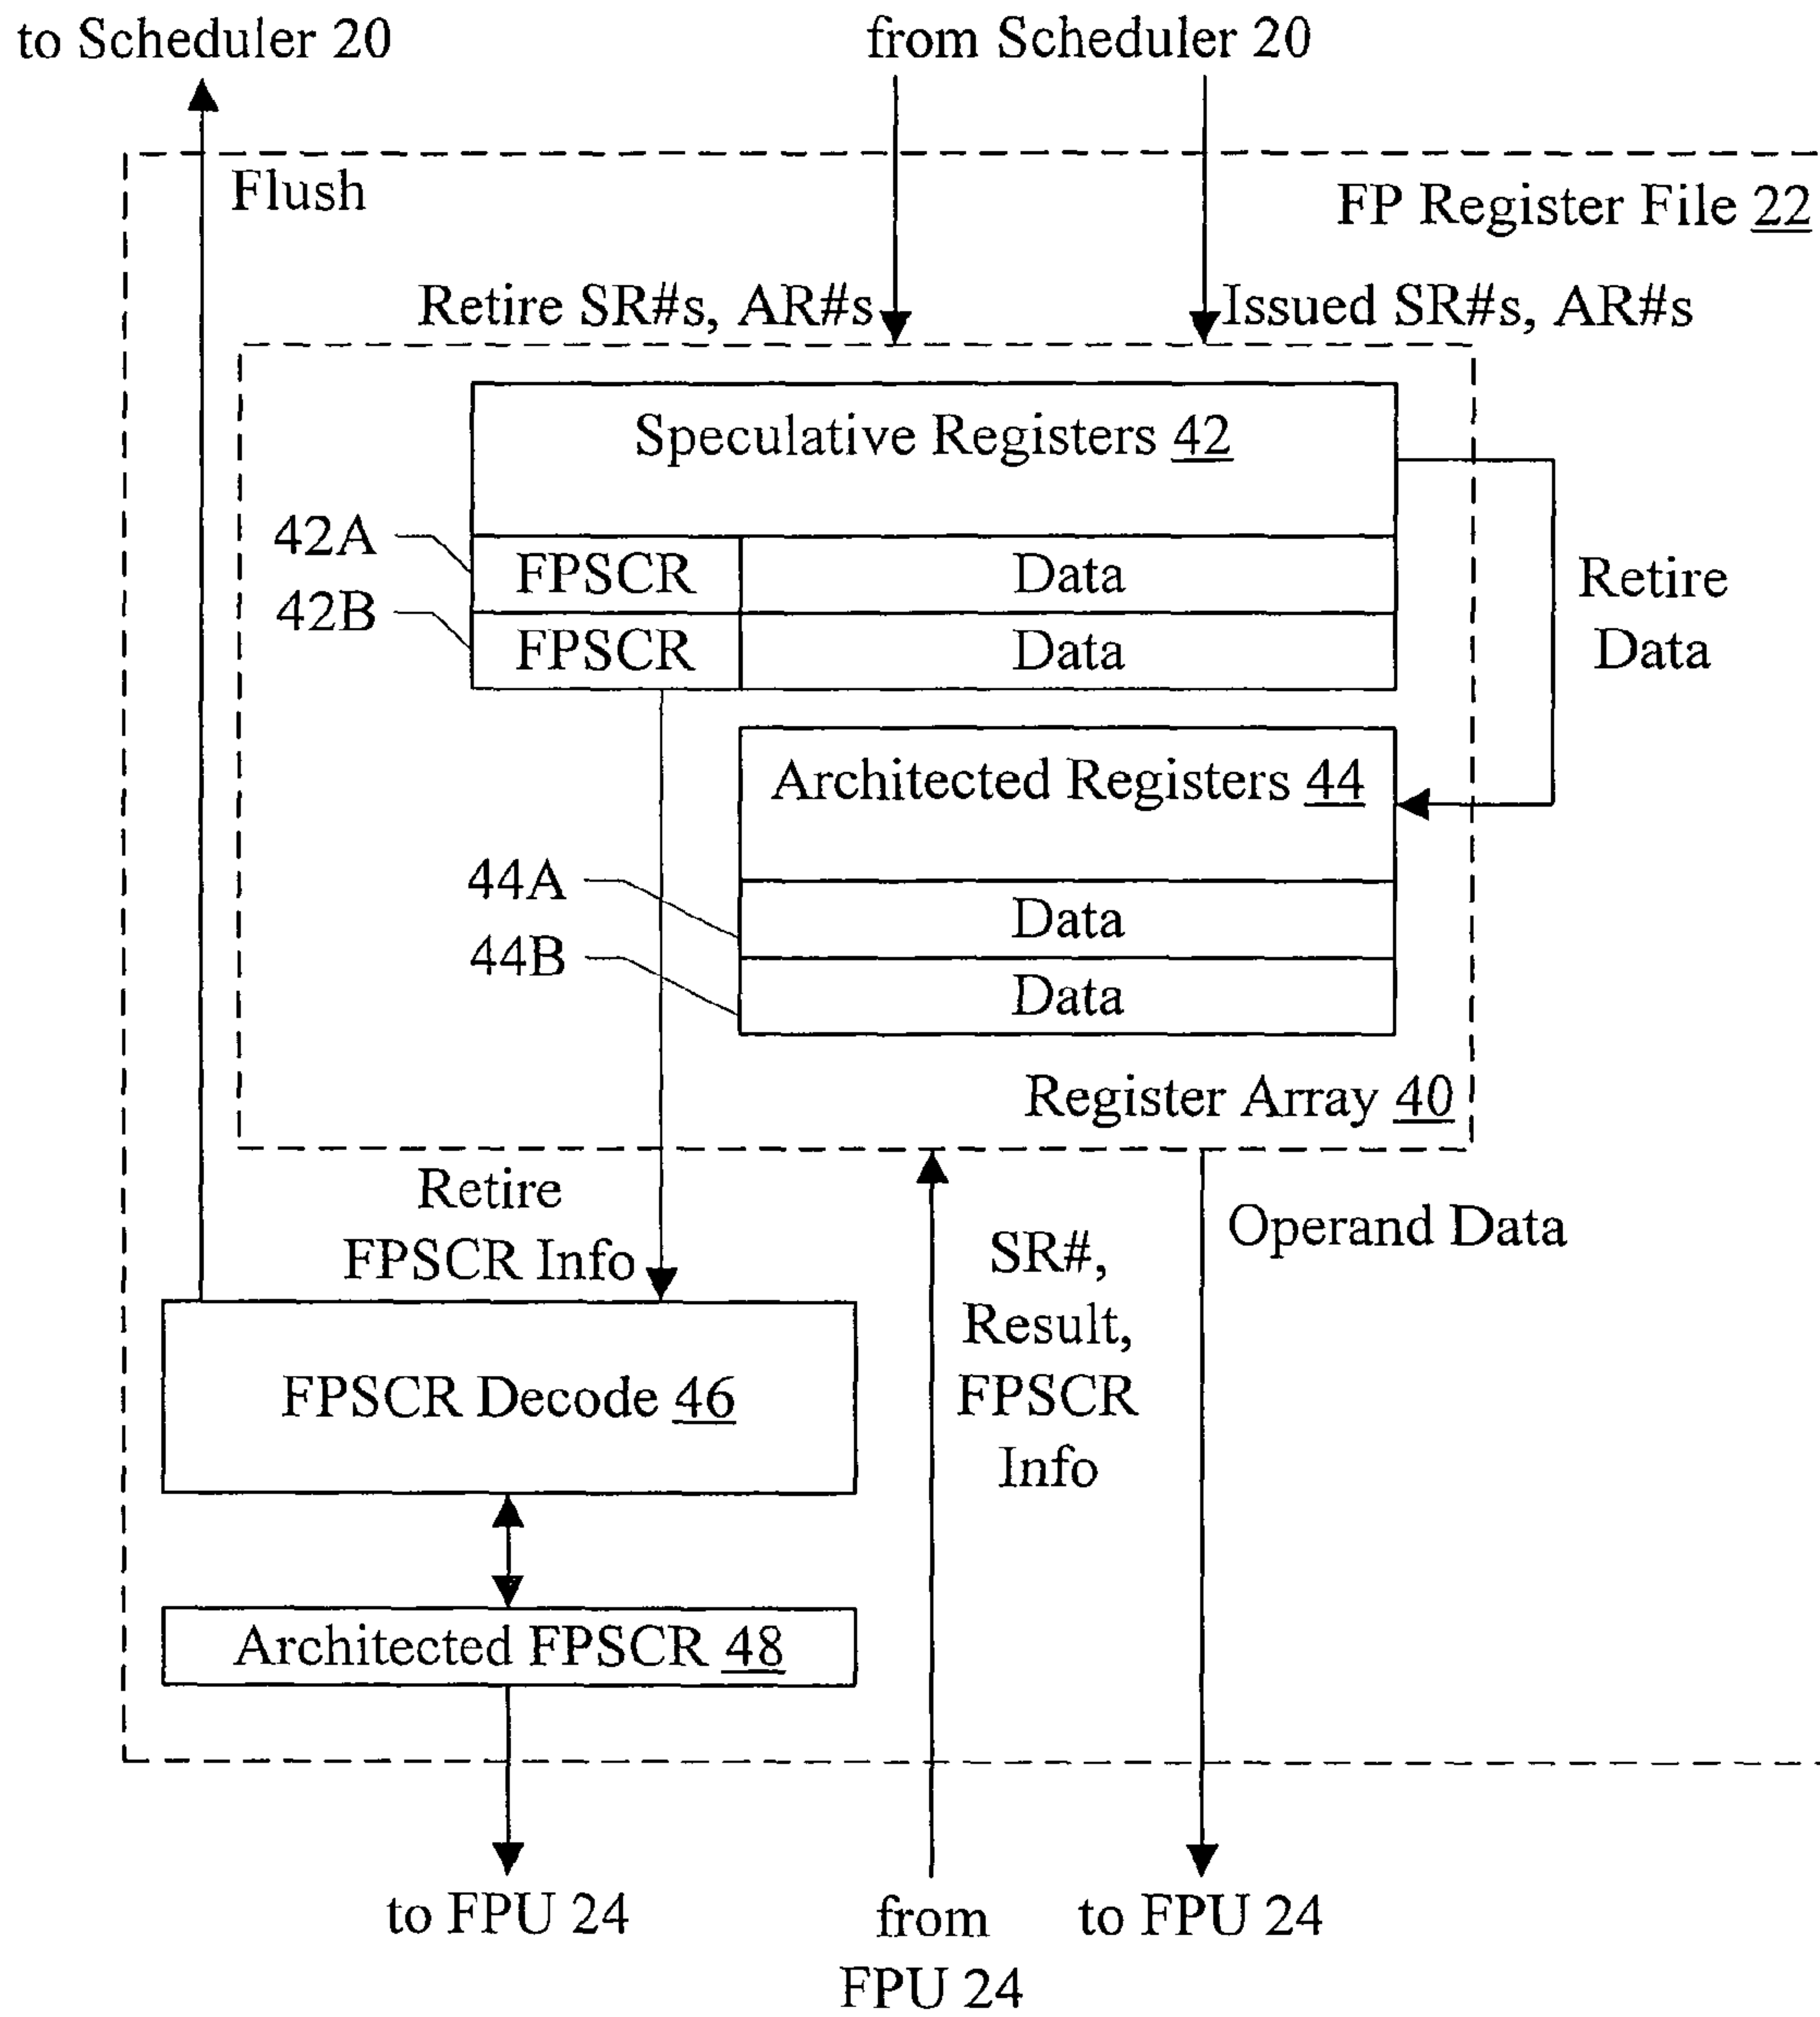 to Scheduler 20
from Scheduler 20
Flush
FP Register File 22
Retire SR#s, AR#s
Issued SR#s, AR#s
Speculative Registers 42
42A
FPSCR
Data
42B
FPSCR
Data
Retire
Data
Architected Registers 44
44A
Data
44B
Data
Register Array 40
Retire
FPSCR Info
SR#,
Result,
FPSCR
Info
Operand Data
FPSCR Decode 46
Architected FPSCR 48
to FPU 24
from
FPU 24
to FPU 24